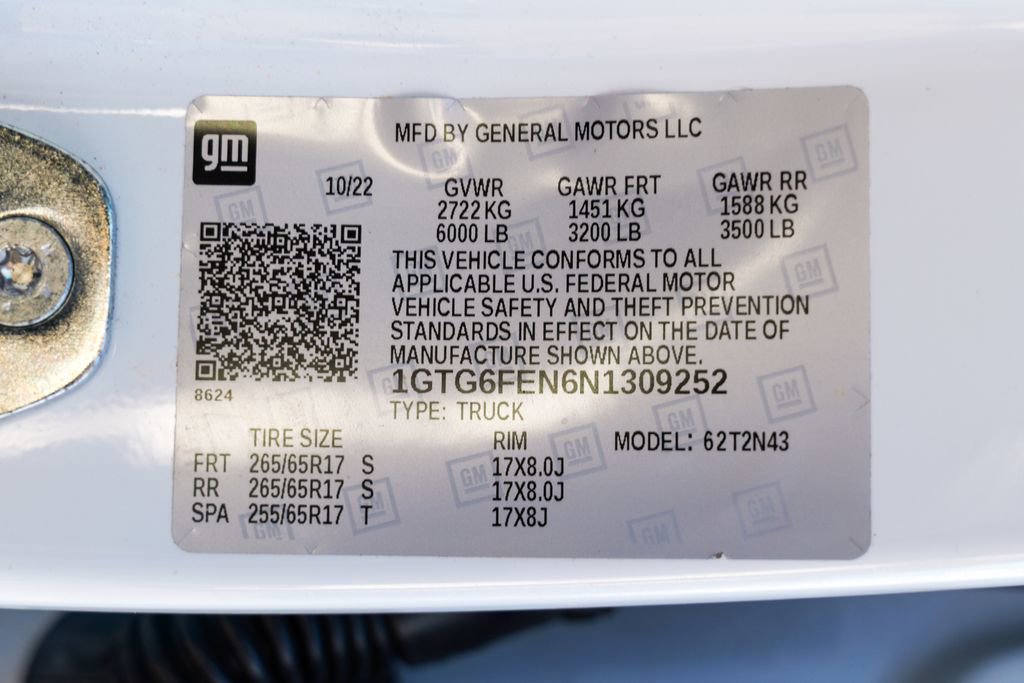 gm
MFD BY GENERAL MOTORS LLC
10/22 GVWR GAWR FRT GAWR RR
2722 KG 1451 KG 1588 KG
6000 LB 3200 LB 3500 LB
THIS VEHICLE CONFORMS TO ALL
APPLICABLE U.S. FEDERAL MOTOR
VEHICLE SAFETY AND THEFT PREVENTION
STANDARDS IN EFFECT ON THE DATE OF
MANUFACTURE SHOWN ABOVE.
1GTG6FEN6N1309252
8624
TYPE: TRUCK
TIRE SIZE RIM MODEL: 62T2N43
FRT 265/65R17 S 17X8.0J
RR 265/65R17 S 17X8.0J
SPA 255/65R17 T 17X8J